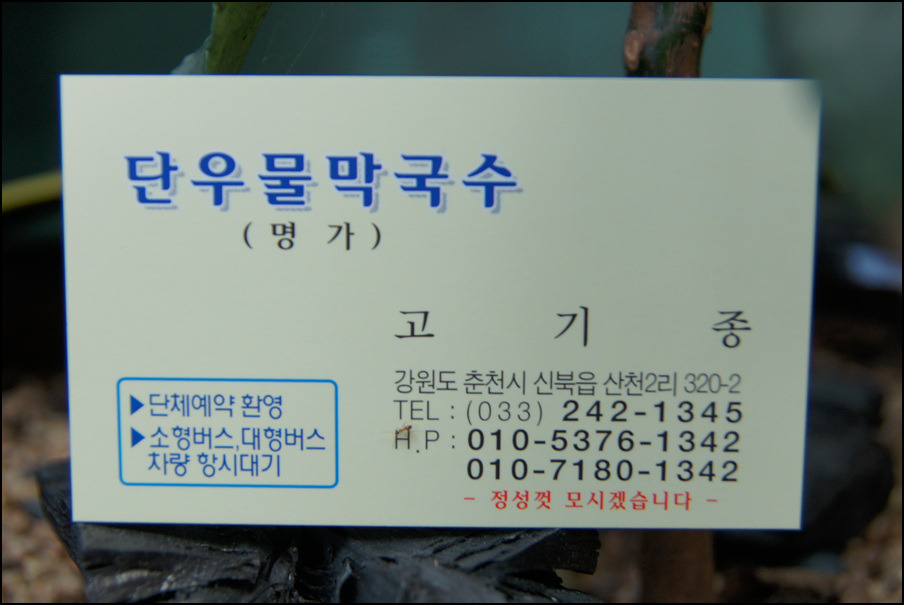 단우물막국수
(명 가)
고 기 종
강원도 춘천시 신북읍 산천2리 320-2
TEL : (033) 242-1345
H.P : 010-5376-1342
010-7180-1342
- 정성껏 모시겠습니다 -
▶단체예약 환영
▶소형버스,대형버스
차량 항시대기